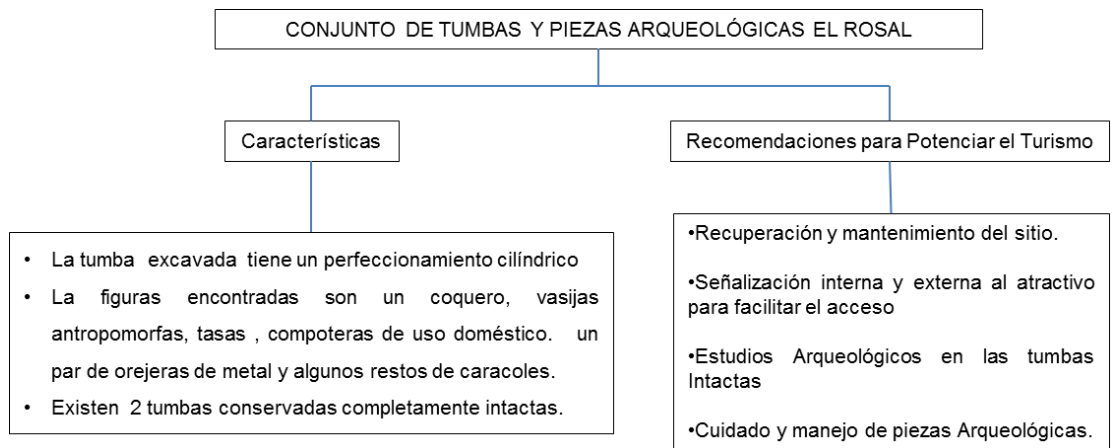 CONJUNTO DE TUMBAS Y PIEZAS ARQUEOLÓGICAS EL ROSAL
Características
Recomendaciones para Potenciar el Turismo
• La tumba excavada tiene un perfeccionamiento cilíndrico
• La figuras encontradas son un coquero, vasijas
antropomorfas, tasas , compoteras de uso doméstico. un
par de orejeras de metal y algunos restos de caracoles.
• Existen 2 tumbas conservadas completamente intactas.
•Recuperación y mantenimiento del sitio.
•Señalización interna y externa al atractivo
para facilitar el acceso
•Estudios Arqueológicos en las tumbas
Intactas
•Cuidado y manejo de piezas Arqueológicas.